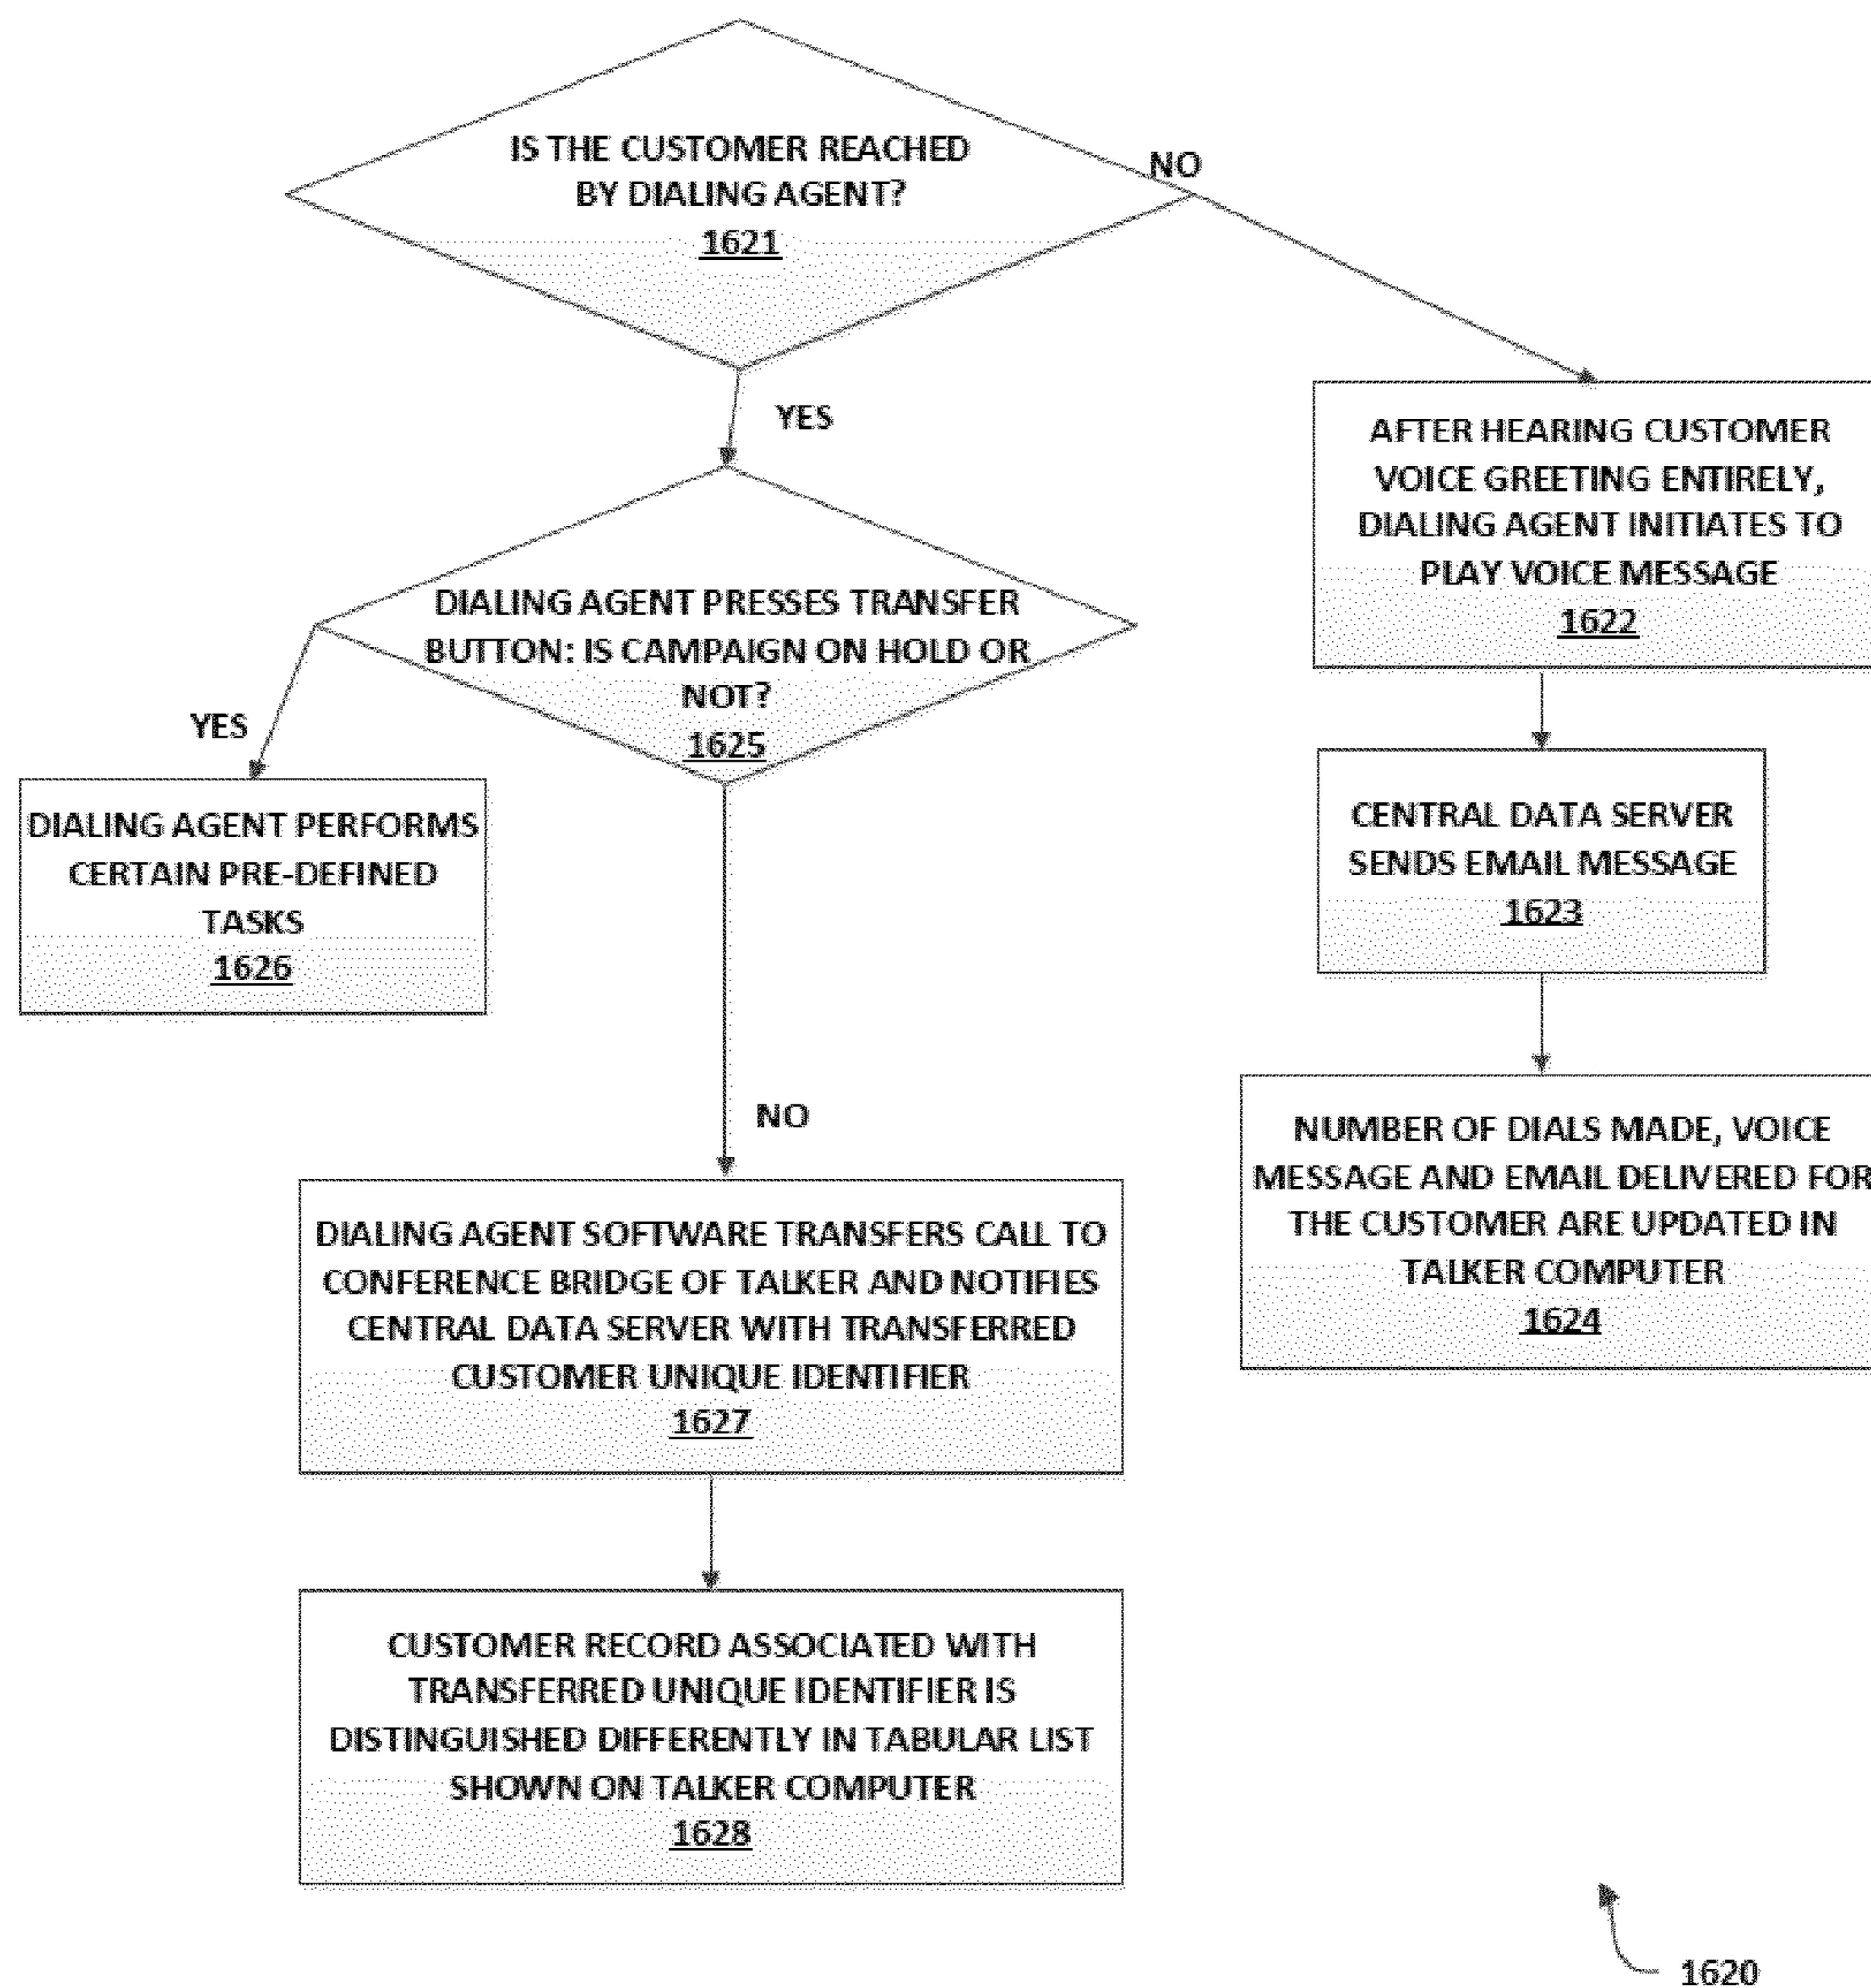 IS THE CUSTOMER REACHED
BY DIALING AGENT?
1621
NO
YES
AFTER HEARING CUSTOMER
VOICE GREETING ENTIRELY,
DIALING AGENT INITIATES TO
PLAY VOICE MESSAGE
1622
DIALING AGENT PRESSES TRANSFER
BUTTON: IS CAMPAIGN ON HOLD OR
NOT?
1625
YES
DIALING AGENT PERFORMS
CERTAIN PRE-DEFINED
TASKS
1626
CENTRAL DATA SERVER
SENDS EMAIL MESSAGE
1623
NO
NUMBER OF DIALS MADE, VOICE
MESSAGE AND EMAIL DELIVERED FOR
THE CUSTOMER ARE UPDATED IN
TALKER COMPUTER
1624
DIALING AGENT SOFTWARE TRANSFERS CALL TO
CONFERENCE BRIDGE OF TALKER AND NOTIFIES
CENTRAL DATA SERVER WITH TRANSFERRED
CUSTOMER UNIQUE IDENTIFIER
1627
CUSTOMER RECORD ASSOCIATED WITH
TRANSFERRED UNIQUE IDENTIFIER IS
DISTINGUISHED DIFFERENTLY IN TABULAR LIST
SHOWN ON TALKER COMPUTER
1628
1620